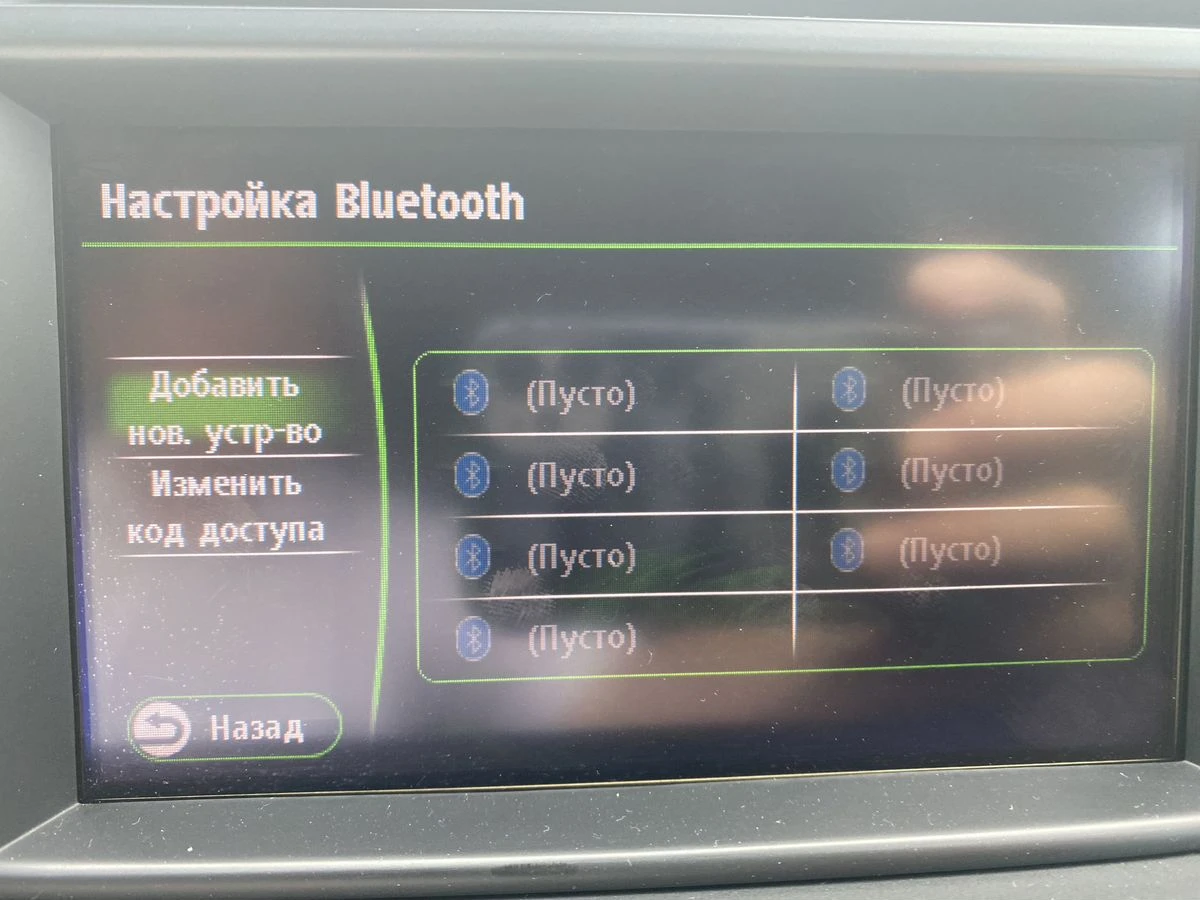 Настройка Bluetooth
Добавить
нов. устр-во
Изменить
код доступа
(Пусто)
(Пусто)
(Пусто)
(Пусто)
(Пусто)
(Пусто)
(Пусто)
Назад